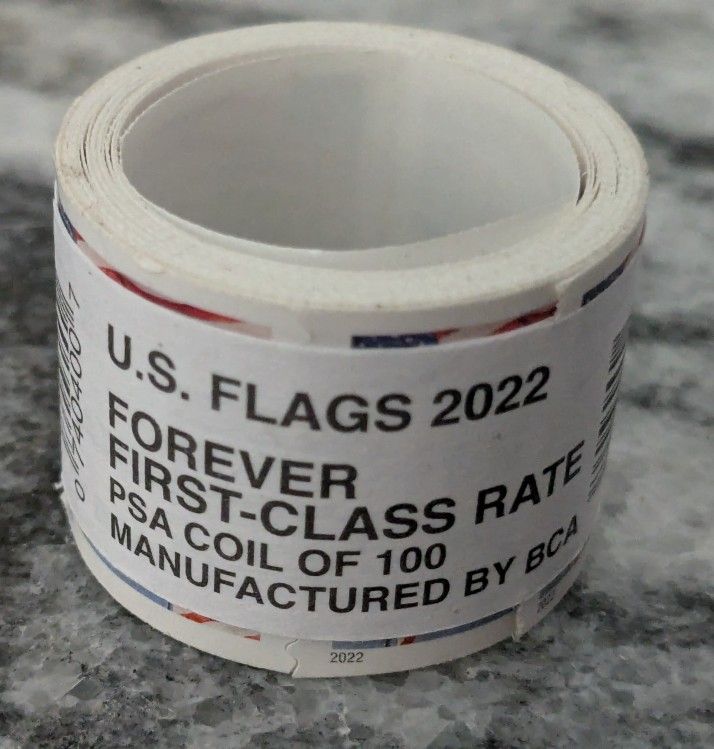 U.S. FLAGS 2022
FOREVER
FIRST-CLASS RATE
PSA COIL OF 100
MANUFACTURED BY BCA
2022